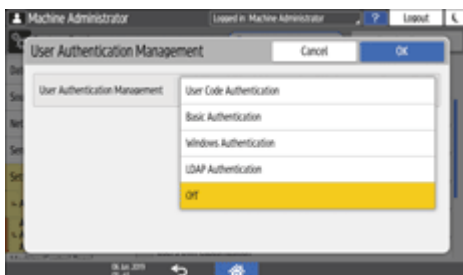 Machine Administrator
Logged in: Machine Administrator
?
Logout
User Authentication Management
Cancel
OK
User Authentication Management
User Code Authentication
Basic Authentication
Windows Authentication
LDAP Authentication
Off